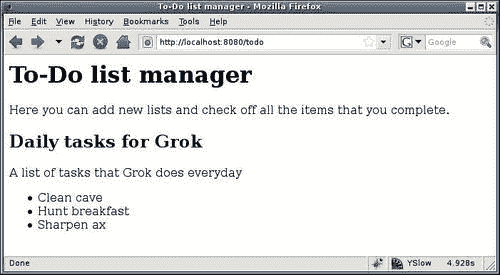 To-Do list manager - Mozilla Firefox
File Edit View History Bookmarks Tools Help
http://localhost:8080/todo
Google
To-Do list manager
Here you can add new lists and check off all the items that you complete.
Daily tasks for Grok
A list of tasks that Grok does everyday
Clean cave
Hunt breakfast
Sharpen ax
Done
YSlow 4.928s